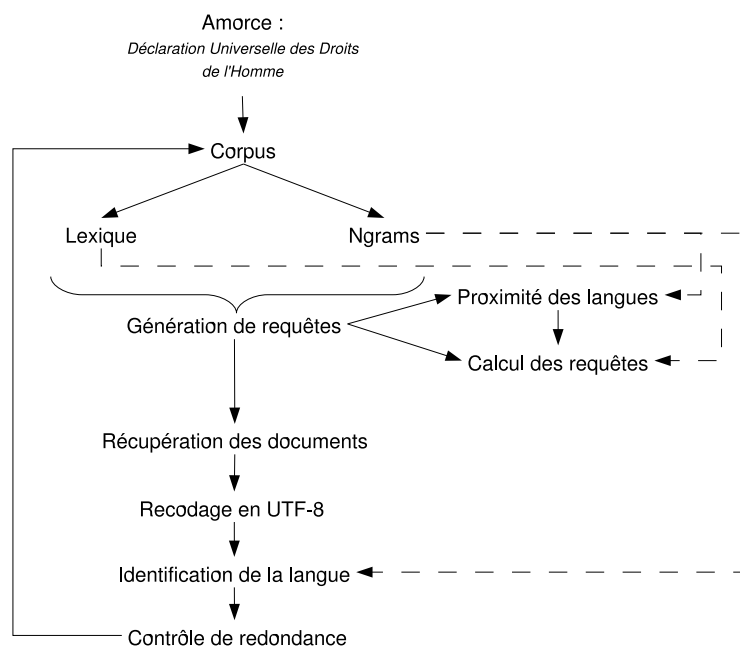 Amorce :
Déclaration Universelle des Droits
de l'Homme
Corpus
Lexique
Ngrams
Proximité des langues
Génération de requêtes
Calcul des requêtes
Récupération des documents
Recodage en UTF-8
Identification de la langue
Contrôle de redondance